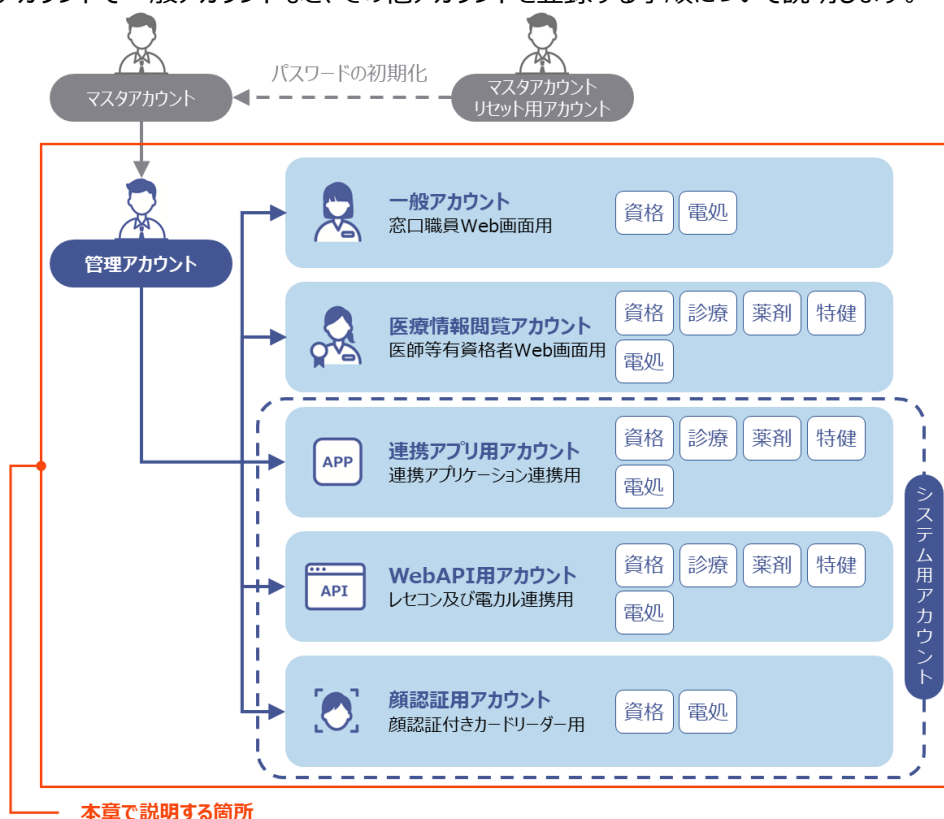 アカウントで一般アカウントなど、その他アカウントを登録する手順について説明します。
パスワードの初期化
マスタアカウント
マスタアカウント
リセット用アカウント
管理アカウント
一般アカウント
窓口職員Web画面用
資格 電処
医療情報閲覧アカウント
医師等有資格者Web画面用
資格 診療 薬剤 特健
電処
連携アプリ用アカウント
連携アプリケーション連携用
APP
資格 診療 薬剤 特健
電処
WebAPI用アカウント
レセコン及び電カル連携用
API
資格 診療 薬剤 特健
電処
顔認証用アカウント
顔認証付きカードリーダー用
資格 電処
システム用アカウント
本章で説明する箇所